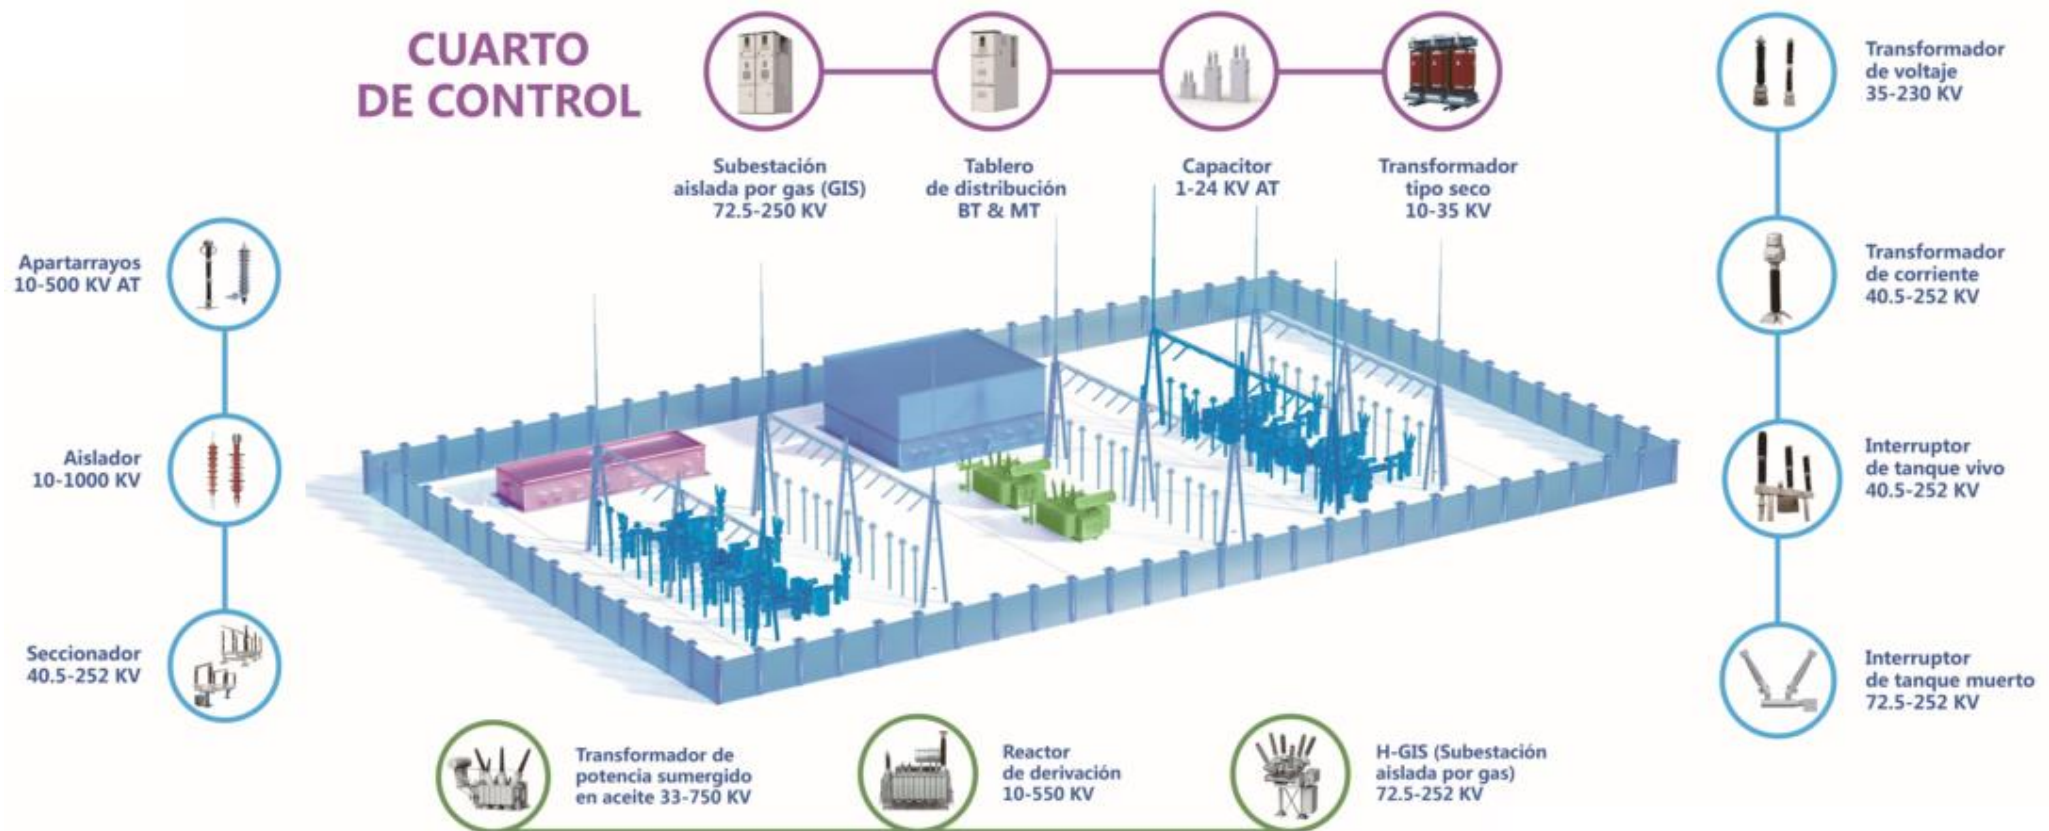 CUARTO
DE CONTROL
Subestación
aislada por gas (GIS)
72.5-250 KV
Tablero
de distribución
BT & MT
Capacitor
1-24 KV AT
Transformador
tipo seco
10-35 KV
Apartarrayos
10-500 KV AT
Aislador
10-1000 KV
Seccionador
40.5-252 KV
Transformador
de voltaje
35-230 KV
Transformador
de corriente
40.5-252 KV
Interruptor
de tanque vivo
40.5-252 KV
Interruptor
de tanque muerto
72.5-252 KV
Transformador de
potencia sumergido
en aceite 33-750 KV
Reactor
de derivación
10-550 KV
H-GIS (Subestación
aislada por gas)
72.5-252 KV